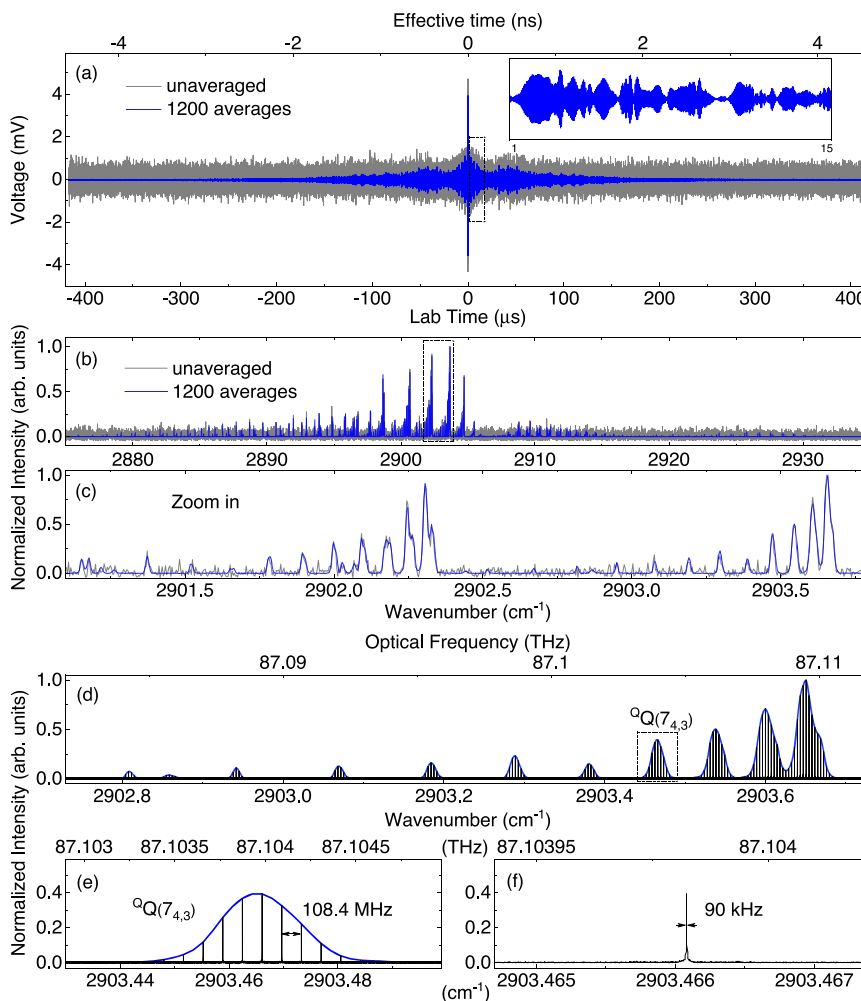 Effective time (ns)
-4 -2 0 2 4
(a)
unaveraged
1200 averages
1 15
Voltage (mV)
4
2
0
-2
-4
-400 -300 -200 -100 0 100 200 300 400
Lab Time (μs)
Normalized Intensity (arb. units)
(b)
unaveraged
1200 averages
1.0
0.5
0.0
2880 2890 2900 2910 2920 2930
(c)
Zoom in
1.0
0.5
0.0
2901.5 2902.0 2902.5 2903.0 2903.5
Wavenumber (cm⁻¹)
Optical Frequency (THz)
87.09 87.1 87.11
Normalized Intensity (arb. units)
(d)
QQ(74,3)
1.0
0.5
0.0
2902.8 2903.0 2903.2 2903.4 2903.6
Wavenumber (cm⁻¹)
87.103 87.1035 87.104 87.1045 (THz) 87.10395 87.104
(e)
QQ(74,3)
108.4 MHz
(f)
90 kHz
0.4
0.2
0.0
0.4
0.2
0.0
2903.44 2903.46 2903.48 (cm⁻¹) 2903.465 2903.466 2903.467